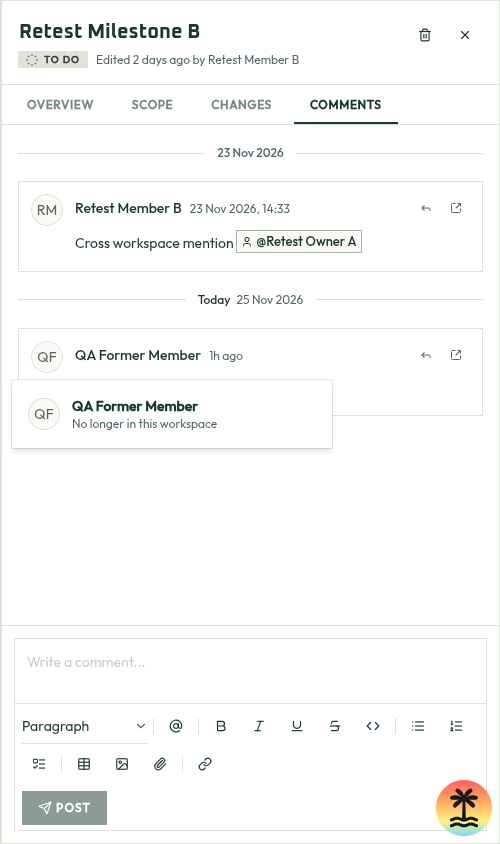 Retest Milestone B
TO DO Edited 2 days ago by Retest Member B
OVERVIEW SCOPE CHANGES COMMENTS
23 Nov 2026
RM Retest Member B 23 Nov 2026, 14:33
Cross workspace mention @Retest Owner A
Today 25 Nov 2026
QF QA Former Member 1h ago
QF QA Former Member
No longer in this workspace
Write a comment...
Paragraph
POST